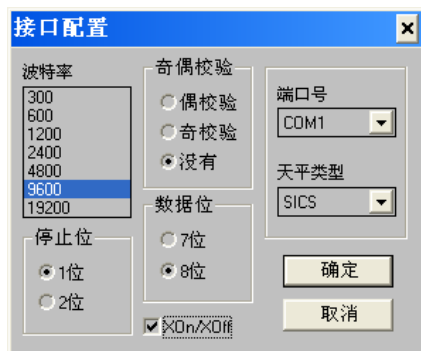 接口配置
波特率
300
600
1200
2400
4800
9600
19200
停止位
1位
2位
奇偶校验
偶校验
奇校验
没有
数据位
7位
8位
XOn/XOff
端口号
COM1
天平类型
SICS
确定
取消